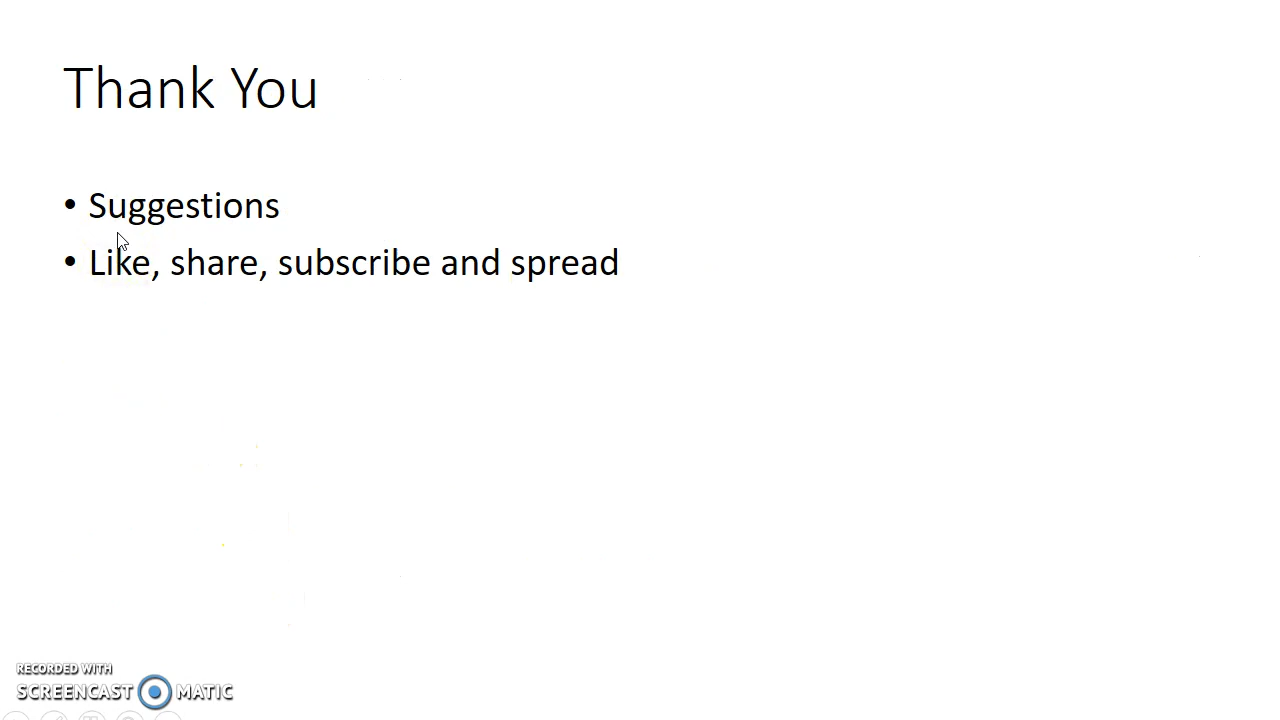 Thank You
• Suggestions
• Like, share, subscribe and spread
RECORDED WITH
SCREENCAST MATIC